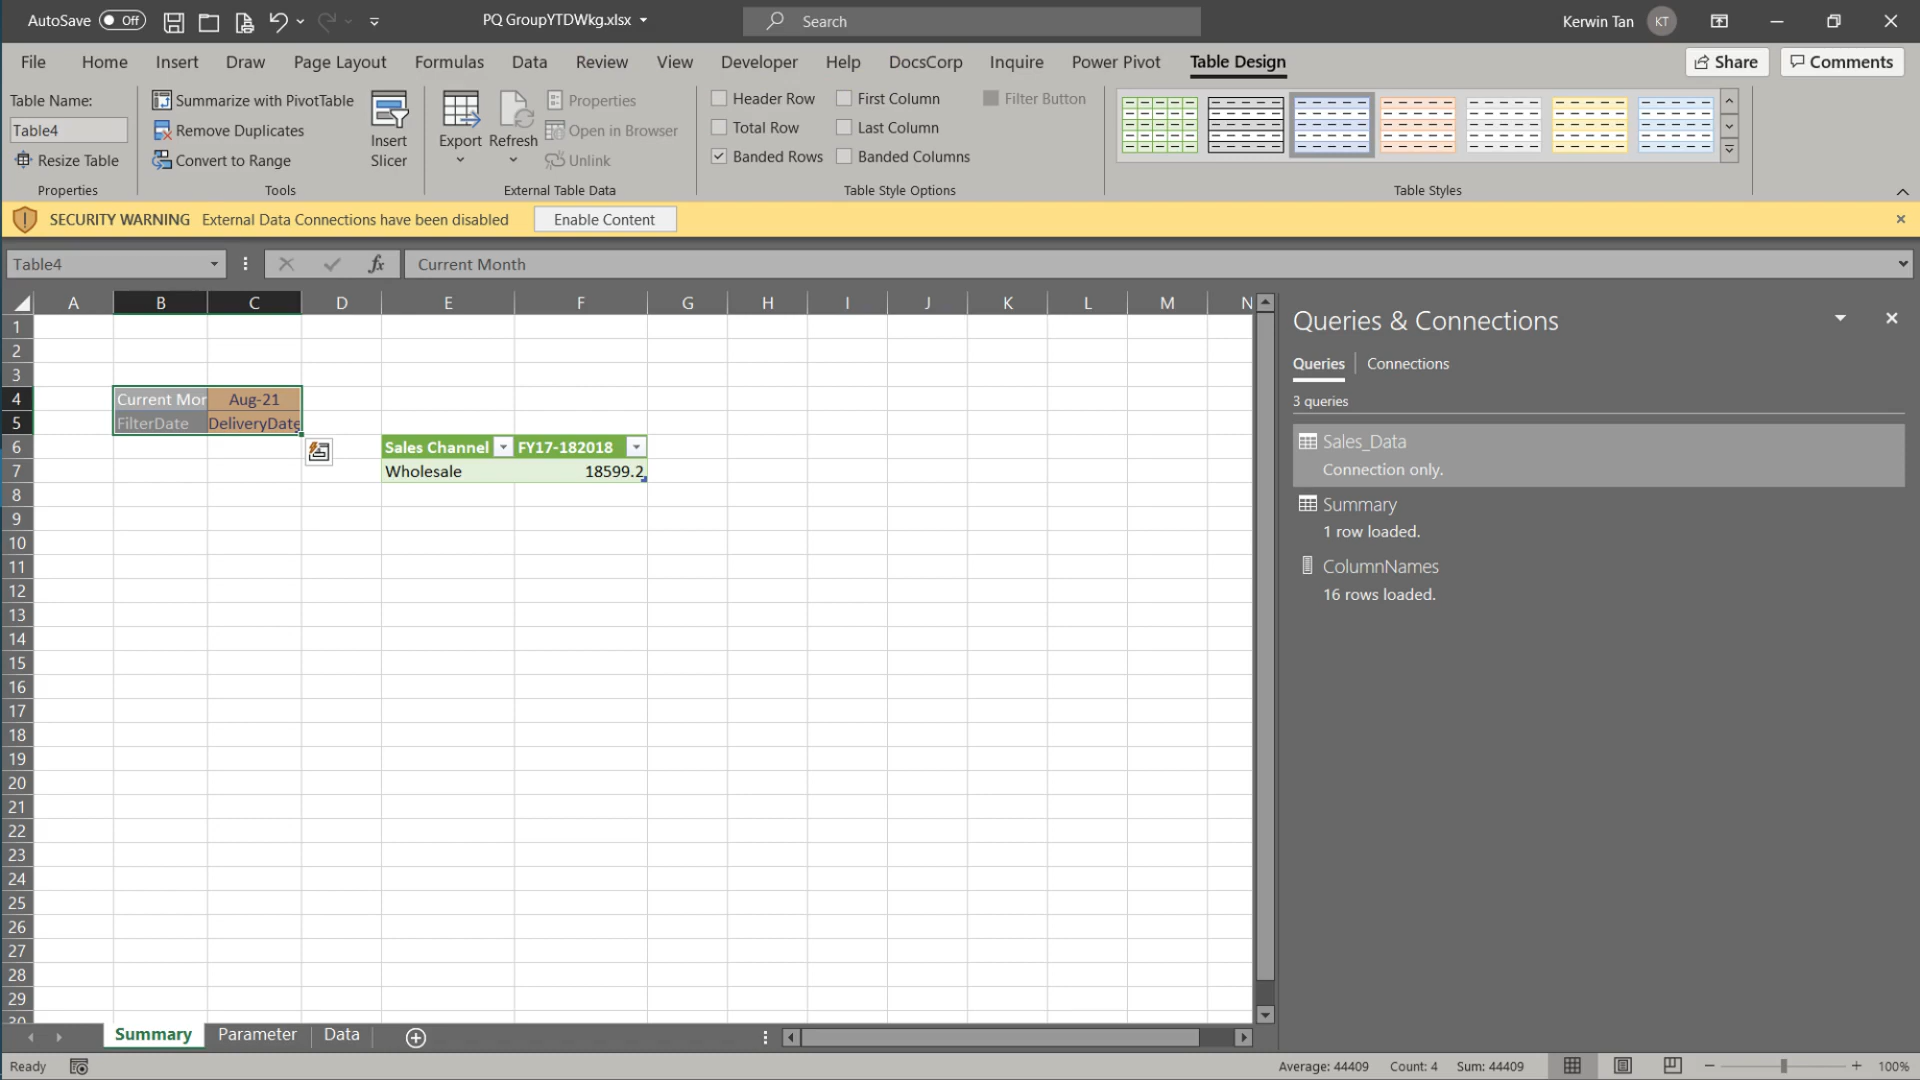 AutoSave Off PQ GroupYTDWkg.xlsx Search Kerwin Tan KT
File Home Insert Draw Page Layout Formulas Data Review View Developer Help DocsCorp Inquire Power Pivot Table Design Share Comments
Table Name:
Table4
Resize Table
Properties
Summarize with PivotTable
Remove Duplicates
Convert to Range
Insert
Slicer
Tools
Export
Refresh
Properties
Open in Browser
Unlink
External Table Data
Header Row First Column Filter Button
Total Row Last Column
Banded Rows Banded Columns
Table Style Options
Table Styles
SECURITY WARNING External Data Connections have been disabled Enable Content
Table4 fx Current Month
A B C D E F G H I J K L M N
1
2
3
4 Current Mor Aug-21
5 FilterDate DeliveryDate
6 Sales Channel FY17-182018
7 Wholesale 18599.2
8
9
10
11
12
13
14
15
16
17
18
19
20
21
22
23
24
25
26
27
28
29
30
Queries & Connections
Queries Connections
3 queries
Sales_Data
Connection only.
Summary
1 row loaded.
ColumnNames
16 rows loaded.
Summary Parameter Data
Ready Average: 44409 Count: 4 Sum: 44409 100%